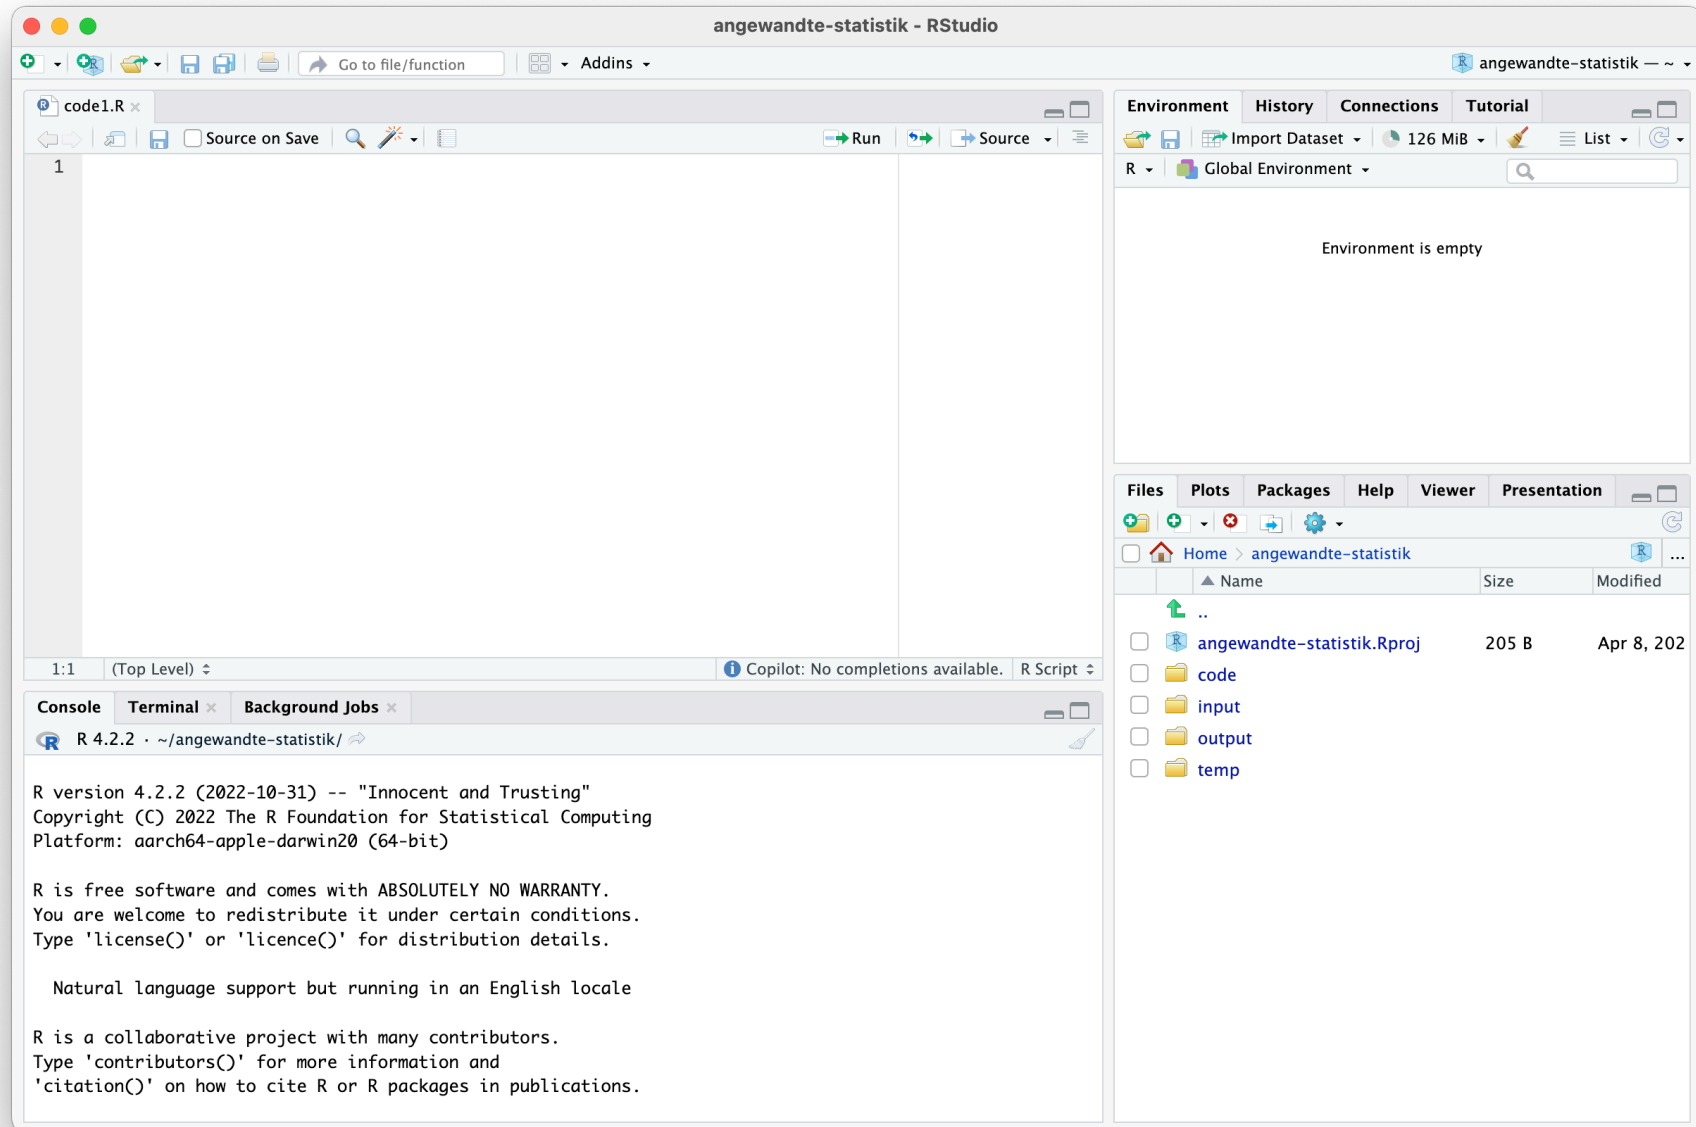 angewandte-statistik - RStudio
Go to file/function
Addins
angewandte-statistik — ~
code1.R
Source on Save
Run
Source
1
1:1
(Top Level)
Copilot: No completions available.
R Script
Console
Terminal
Background Jobs
R 4.2.2 · ~/angewandte-statistik/
R version 4.2.2 (2022-10-31) -- "Innocent and Trusting"
Copyright (C) 2022 The R Foundation for Statistical Computing
Platform: aarch64-apple-darwin20 (64-bit)
R is free software and comes with ABSOLUTELY NO WARRANTY.
You are welcome to redistribute it under certain conditions.
Type 'license()' or 'licence()' for distribution details.
Natural language support but running in an English locale
R is a collaborative project with many contributors.
Type 'contributors()' for more information and
'citation()' on how to cite R or R packages in publications.
Environment
History
Connections
Tutorial
Import Dataset
126 MiB
List
R
Global Environment
Environment is empty
Files
Plots
Packages
Help
Viewer
Presentation
Home
angewandte-statistik
...
Name
Size
Modified
..
angewandte-statistik.Rproj 205 B Apr 8, 202
code
input
output
temp